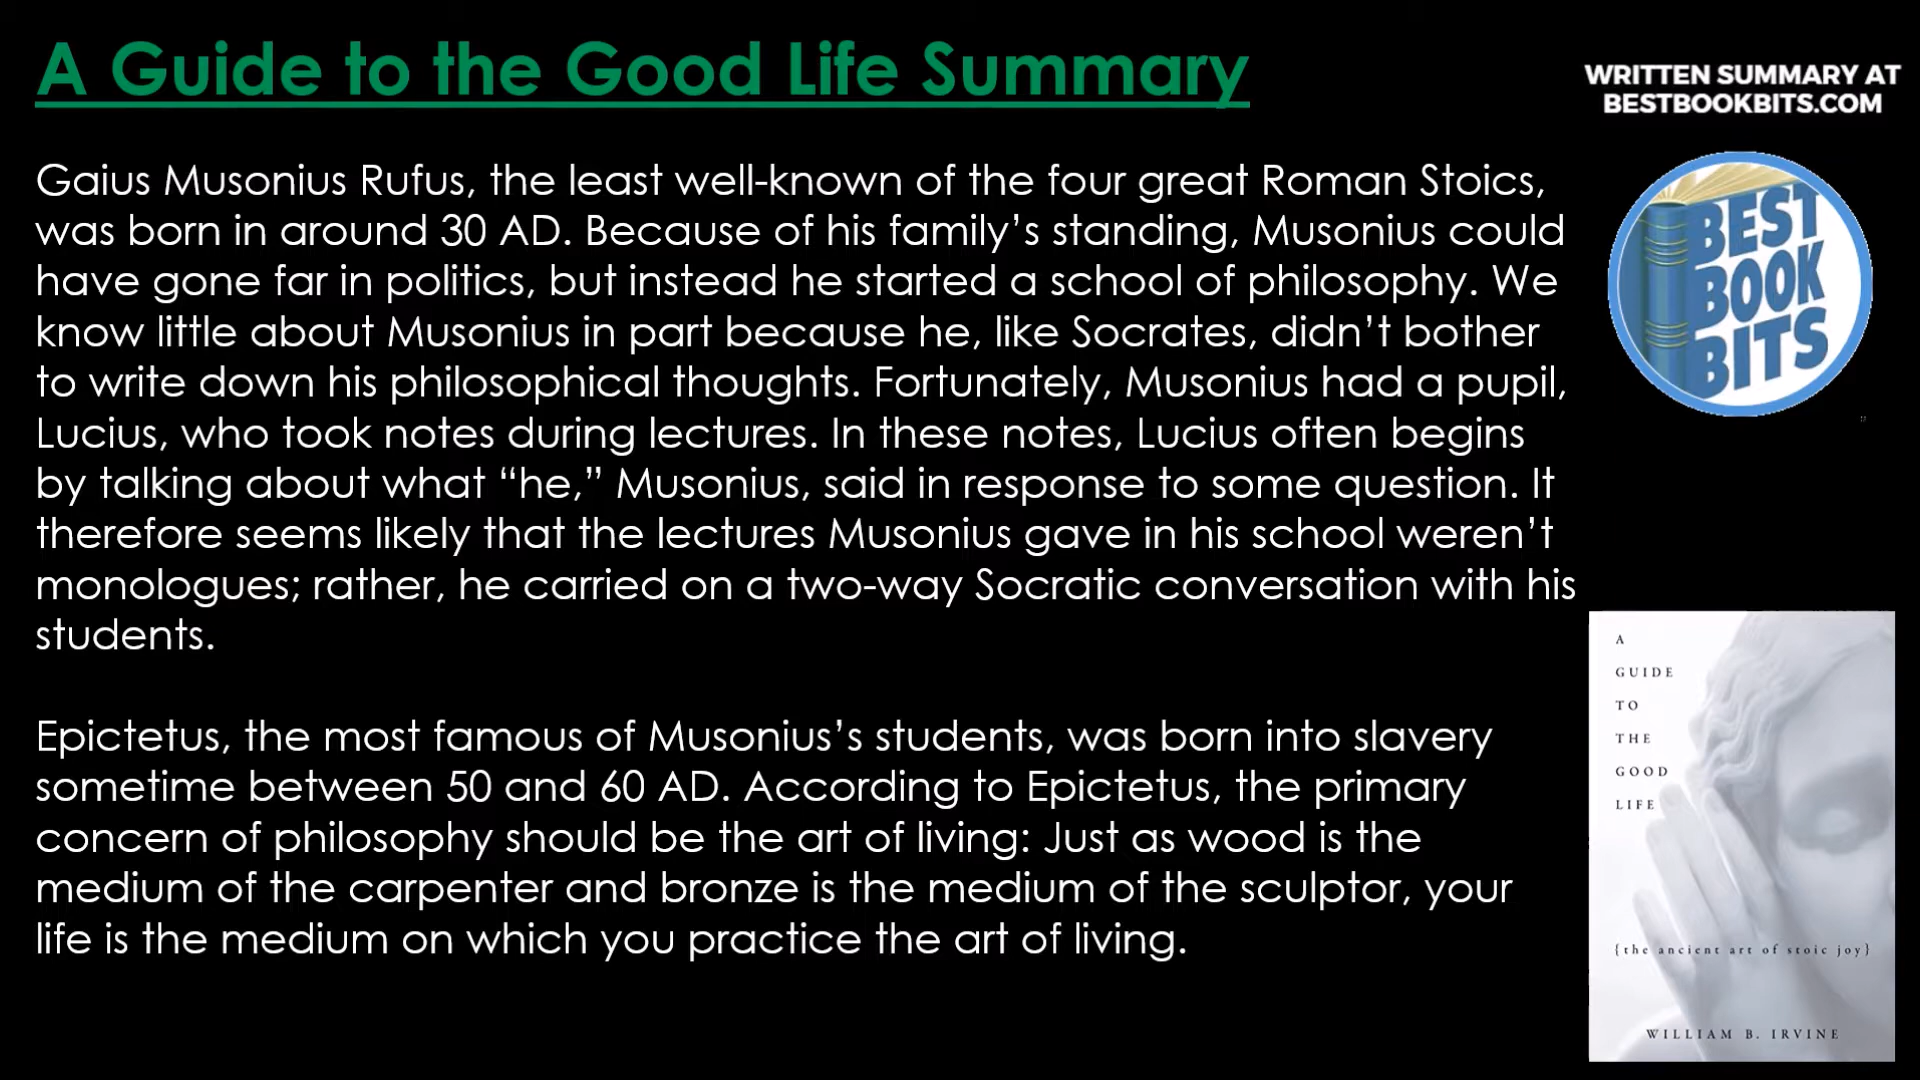 A Guide to the Good Life Summary
WRITTEN SUMMARY AT
BESTBOOKBITS.COM
Gaius Musonius Rufus, the least well-known of the four great Roman Stoics,
was born in around 30 AD. Because of his family’s standing, Musonius could
have gone far in politics, but instead he started a school of philosophy. We
know little about Musonius in part because he, like Socrates, didn’t bother
to write down his philosophical thoughts. Fortunately, Musonius had a pupil,
Lucius, who took notes during lectures. In these notes, Lucius often begins
by talking about what “he,” Musonius, said in response to some question. It
therefore seems likely that the lectures Musonius gave in his school weren’t
monologues; rather, he carried on a two-way Socratic conversation with his
students.
Epictetus, the most famous of Musonius’s students, was born into slavery
sometime between 50 and 60 AD. According to Epictetus, the primary
concern of philosophy should be the art of living: Just as wood is the
medium of the carpenter and bronze is the medium of the sculptor, your
life is the medium on which you practice the art of living.
BEST
BOOK
BITS
A
GUIDE
TO
THE
GOOD
LIFE
{the ancient art of stoic joy}
WILLIAM B. IRVINE